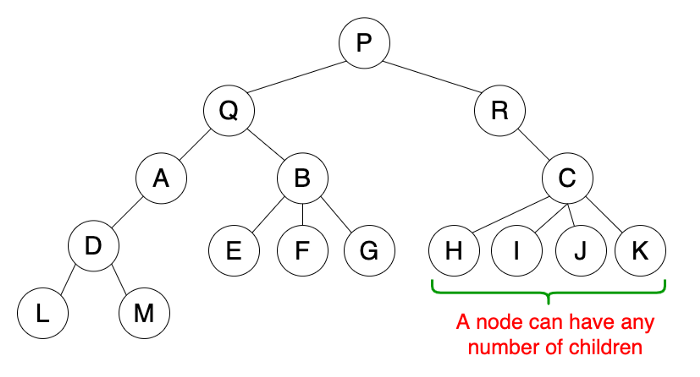 P
Q R
A B C
D E F G H I J K
L M
A node can have any
number of children